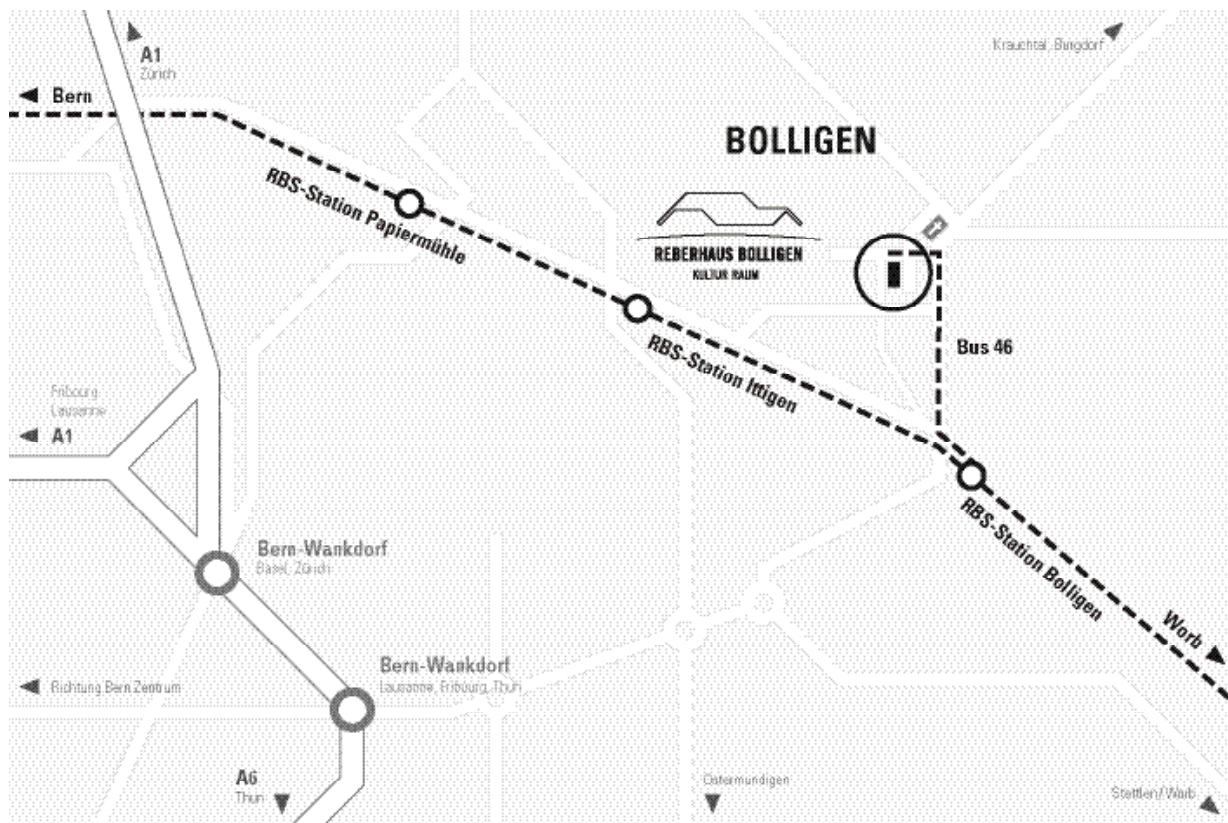 A1
Zürich
Krauchtal, Burgdorf
Bern
BOLLIGEN
RBS-Station Papiermühle
REBERHAUS BOLLIGEN
KULTUR RAUM
RBS-Station Ittigen
Bus 46
Fribourg
Lausanne
A1
RBS-Station Bolligen
Bern-Wankdorf
Basel, Zürich
Worb
Bern-Wankdorf
Lausanne, Fribourg, Thun
Richtung Bern Zentrum
A6
Thun
Ostermundigen
Stettlen/Worb